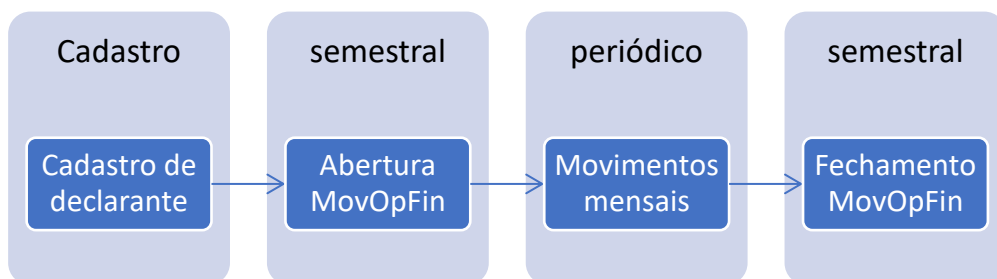 Cadastro
semestral
periódico
semestral
Cadastro de
declarante
Abertura
MovOpFin
Movimentos
mensais
Fechamento
MovOpFin